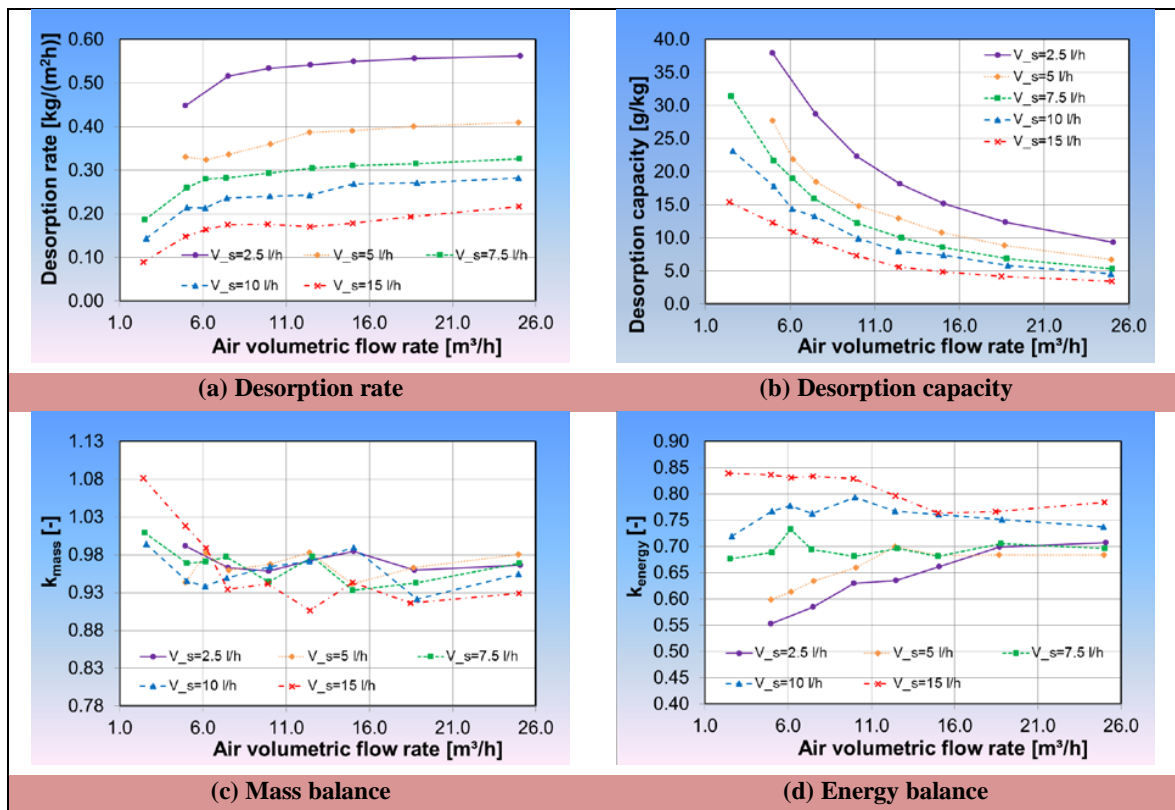 0.60
0.50
0.40
0.30
0.20
0.10
0.00
Desorption rate [kg/(m²h)]
V_s=2.5 l/h
V_s=5 l/h
V_s=7.5 l/h
V_s=10 l/h
V_s=15 l/h
1.0 6.0 11.0 16.0 21.0 26.0
Air volumetric flow rate [m³/h]
(a) Desorption rate
40.0
35.0
30.0
25.0
20.0
15.0
10.0
5.0
0.0
Desorption capacity [g/kg]
V_s=2.5 l/h
V_s=5 l/h
V_s=7.5 l/h
V_s=10 l/h
V_s=15 l/h
1.0 6.0 11.0 16.0 21.0 26.0
Air volumetric flow rate [m³/h]
(b) Desorption capacity
1.13
1.08
1.03
0.98
0.93
0.88
0.83
0.78
kmass [-]
V_s=2.5 l/h
V_s=5 l/h
V_s=7.5 l/h
V_s=10 l/h
V_s=15 l/h
1.0 6.0 11.0 16.0 21.0 26.0
Air volumetric flow rate [m³/h]
(c) Mass balance
0.90
0.85
0.80
0.75
0.70
0.65
0.60
0.55
0.50
0.45
0.40
kenergy [-]
V_s=2.5 l/h
V_s=5 l/h
V_s=7.5 l/h
V_s=10 l/h
V_s=15 l/h
1.0 6.0 11.0 16.0 21.0 26.0
Air volumetric flow rate [m³/h]
(d) Energy balance